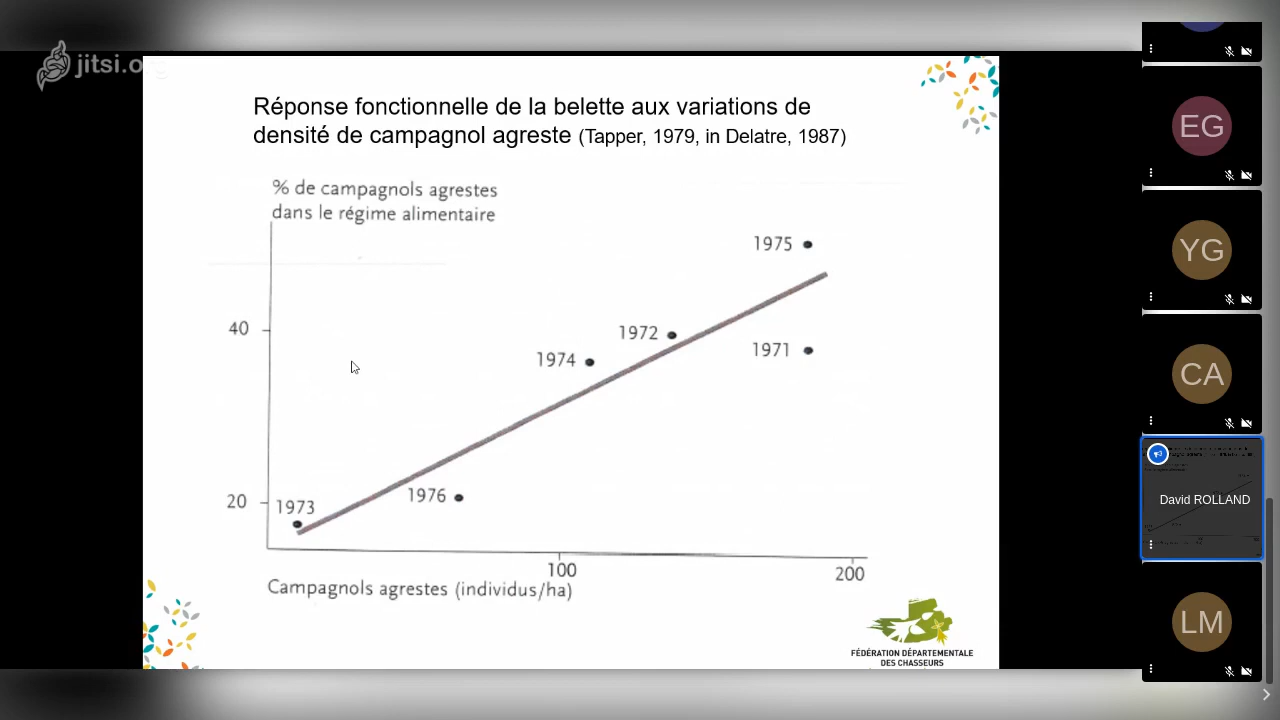 jitsi.org
Réponse fonctionnelle de la belette aux variations de
densité de campagnol agreste (Tapper, 1979, in Delatre, 1987)
% de campagnols agrestes
dans le régime alimentaire
1975
40
1972
1971
1974
20
1973
1976
100
200
Campagnols agrestes (individus/ha)
FÉDÉRATION DÉPARTEMENTALE
DES CHASSEURS
EG
YG
CA
David ROLLAND
LM